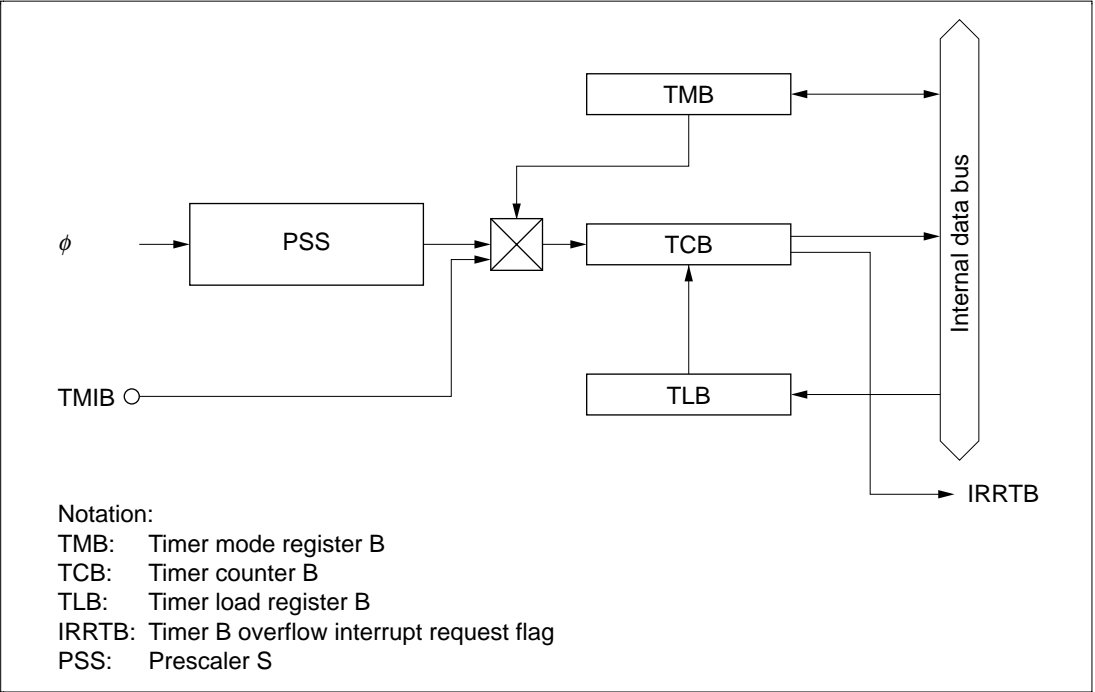 TMB
ϕ
PSS
TCB
Internal data bus
TMIB
TLB
IRRTB
Notation:
TMB: Timer mode register B
TCB: Timer counter B
TLB: Timer load register B
IRRTB: Timer B overflow interrupt request flag
PSS: Prescaler S